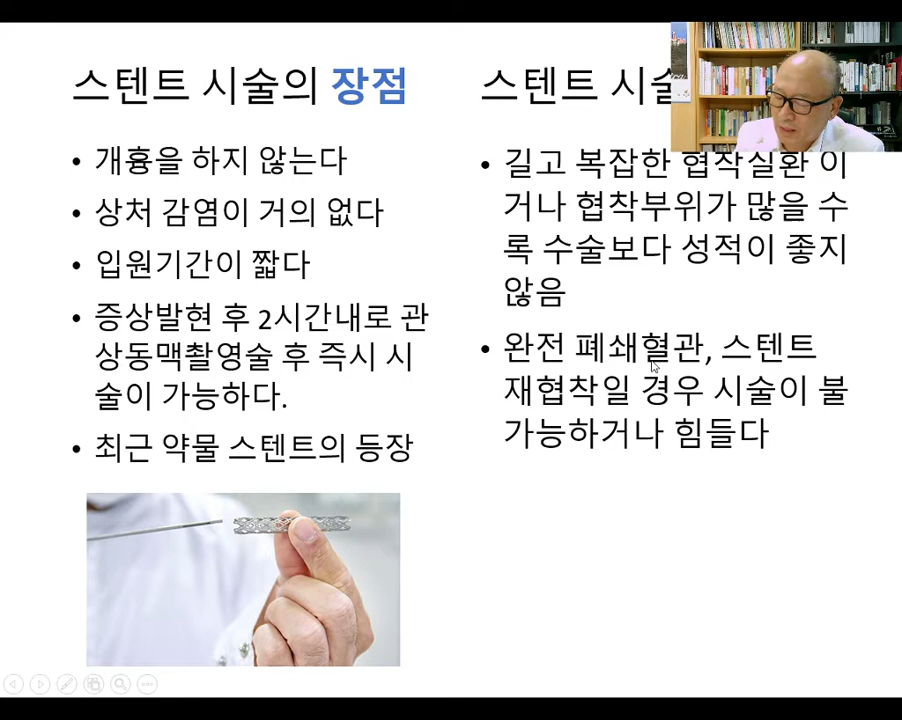 스텐트 시술의 장점
• 개흉을 하지 않는다
• 상처 감염이 거의 없다
• 입원기간이 짧다
• 증상발현 후 2시간내로 관
상동맥촬영술 후 즉시 시
술이 가능하다.
• 최근 약물 스텐트의 등장
스텐트 시술
• 길고 복잡한 협착질환 이
거나 협착부위가 많을 수
록 수술보다 성적이 좋지
않음
• 완전 폐쇄혈관, 스텐트
재협착일 경우 시술이 불
가능하거나 힘들다